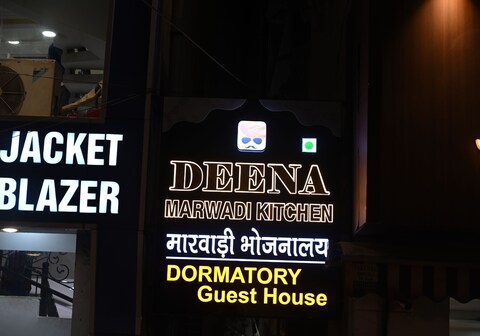 JACKET
BLAZER
DEENA
MARWADI KITCHEN
मारवाड़ी भोजनालय
DORMATORY
Guest House